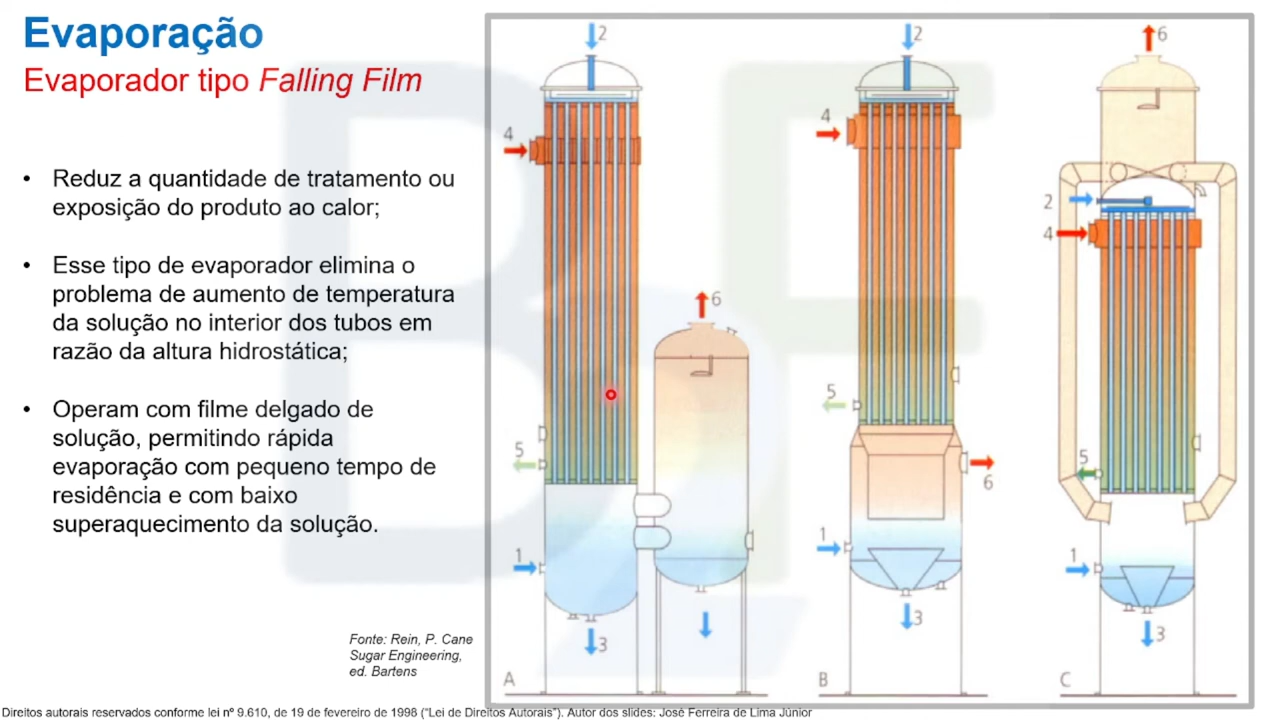 Evaporação
Evaporador tipo Falling Film
• Reduz a quantidade de tratamento ou
exposição do produto ao calor;
• Esse tipo de evaporador elimina o
problema de aumento de temperatura
da solução no interior dos tubos em
razão da altura hidrostática;
• Operam com filme delgado de
solução, permitindo rápida
evaporação com pequeno tempo de
residência e com baixo
superaquecimento da solução.
Fonte: Rein, P. Cane
Sugar Engineering,
ed. Bartens
2
4
6
5
1
3
A
2
4
5
6
1
3
B
6
2
4
5
1
3
C
Direitos autorais reservados conforme lei nº 9.610, de 19 de fevereiro de 1998 ("Lei de Direitos Autorais"). Autor dos slides: José Ferreira de Lima Júnior